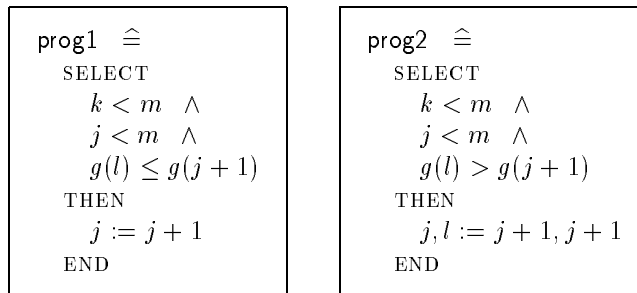 prog1 ≙
SELECT
k < m ∧
j < m ∧
g(l) ≤ g(j + 1)
THEN
j := j + 1
END
prog2 ≙
SELECT
k < m ∧
j < m ∧
g(l) > g(j + 1)
THEN
j, l := j + 1, j + 1
END